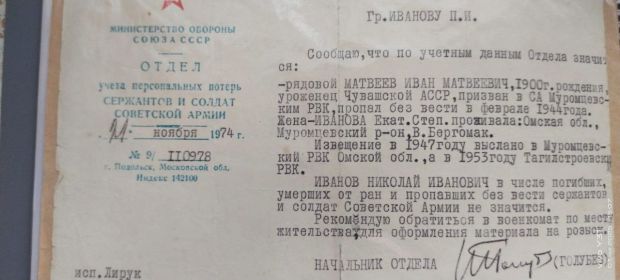 МИНИСТЕРСТВО ОБОРОНЫ
СОЮЗА СССР
ОТДЕЛ
учета персональных потерь
СЕРЖАНТОВ И СОЛДАТ
СОВЕТСКОЙ АРМИИ
21 ноября 1974г.
№ 9/ 110978
г. Подольск, Московской обл.
Индекс 142100
исп.Лирук
Гр.ИВАНОВУ П.И.
Сообщаю,что по учетным данным Отдела значит
ся:
-рядовой МАТВЕЕВ ИВАН МАТВЕЕВИЧ,1900г.рождения,
уроженец Чувашской АССР,призван в СА Муромцевс-
ким РВК,пропал без вести в феврале 1944года.
Жена-ИВАНОВА Екат.Степ.проживала:Омская обл.,
Муромцевский р-он,В.Бергомак.
Извещение в 1947году выслано в Муромцевс-
кий РВК Омской обл.,а в 1953году Тагилстроевский
РВК.
ИВАНОВ НИКОЛАЙ ИВАНОВИЧ в числе погибших,
умерших от ран и пропавших без вести сержантов
и солдат Советской Армии не значится.
Рекомендую обратиться в военкомат по месту
жительства,для оформления материала на розыск.
НАЧАЛЬНИК ОТДЕЛА (ГОЛУБЕВ)